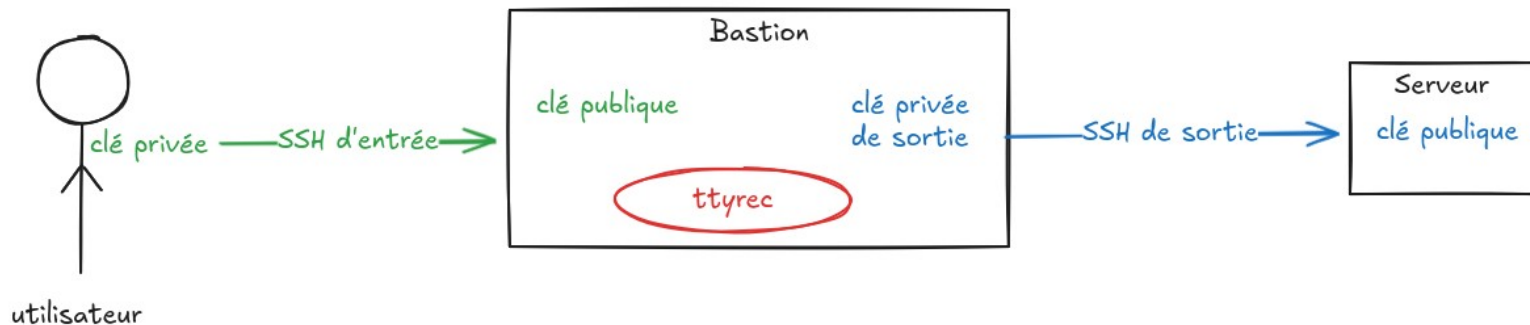 Bastion
Serveur
clé publique
clé privée
de sortie
clé privée
SSH d'entrée
SSH de sortie
clé publique
ttyrec
utilisateur